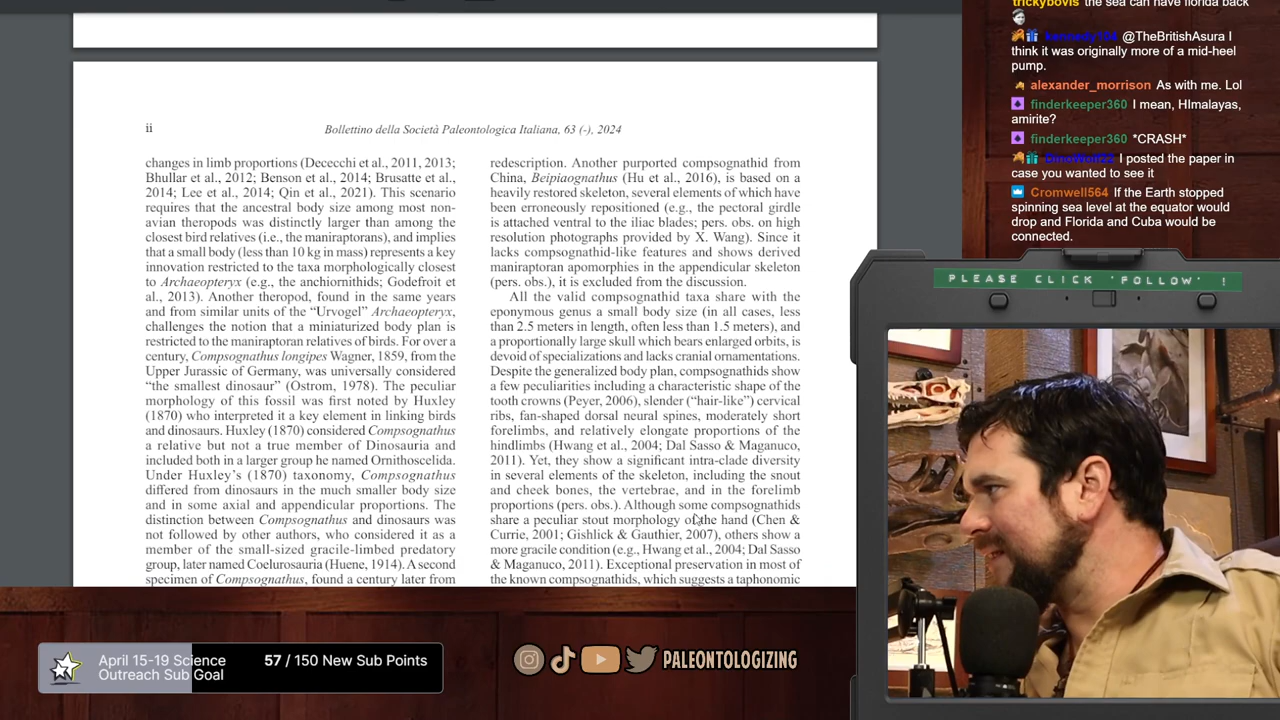 ii
Bollettino della Società Paleontologica Italiana, 63 (-), 2024
changes in limb proportions (Dececchi et al., 2011, 2013;
Bhullar et al., 2012; Benson et al., 2014; Brusatte et al.,
2014; Lee et al., 2014; Qin et al., 2021). This scenario
requires that the ancestral body size among most non-
avian theropods was distinctly larger than among the
closest bird relatives (i.e., the maniraptorans), and implies
that a small body (less than 10 kg in mass) represents a key
innovation restricted to the taxa morphologically closest
to Archaeopteryx (e.g., the anchiornithids; Godefroit et
al., 2013). Another theropod, found in the same years
and from similar units of the “Urvogel” Archaeopteryx,
challenges the notion that a miniaturized body plan is
restricted to the maniraptoran relatives of birds. For over a
century, Compsognathus longipes Wagner, 1859, from the
Upper Jurassic of Germany, was universally considered
“the smallest dinosaur” (Ostrom, 1978). The peculiar
morphology of this fossil was first noted by Huxley
(1870) who interpreted it a key element in linking birds
and dinosaurs. Huxley (1870) considered Compsognathus
a relative but not a true member of Dinosauria and
included both in a larger group he named Ornithoscelida.
Under Huxley’s (1870) taxonomy, Compsognathus
differed from dinosaurs in the much smaller body size
and in some axial and appendicular proportions. The
distinction between Compsognathus and dinosaurs was
not followed by other authors, who considered it as a
member of the small-sized gracile-limbed predatory
group, later named Coelurosauria (Huene, 1914). A second
specimen of Compsognathus, found a century later from
redescription. Another purported compsognathid from
China, Beipiaognathus (Hu et al., 2016), is based on a
heavily restored skeleton, several elements of which have
been erroneously repositioned (e.g., the pectoral girdle
is attached ventral to the iliac blades; pers. obs. on high
resolution photographs provided by X. Wang). Since it
lacks compsognathid-like features and shows derived
maniraptoran apomorphies in the appendicular skeleton
(pers. obs.), it is excluded from the discussion.
All the valid compsognathid taxa share with the
eponymous genus a small body size (in all cases, less
than 2.5 meters in length, often less than 1.5 meters), and
a proportionally large skull which bears enlarged orbits, is
devoid of specializations and lacks cranial ornamentations.
Despite the generalized body plan, compsognathids show
a few peculiarities including a characteristic shape of the
tooth crowns (Peyer, 2006), slender (“hair-like”) cervical
ribs, fan-shaped dorsal neural spines, moderately short
forelimbs, and relatively elongate proportions of the
hindlimbs (Hwang et al., 2004; Dal Sasso & Maganuco,
2011). Yet, they show a significant intra-clade diversity
in several elements of the skeleton, including the snout
and cheek bones, the vertebrae, and in the forelimb
proportions (pers. obs.). Although some compsognathids
share a peculiar stout morphology of the hand (Chen &
Currie, 2001; Gishlick & Gauthier, 2007), others show a
more gracile condition (e.g., Hwang et al., 2004; Dal Sasso
& Maganuco, 2011). Exceptional preservation in most of
the known compsognathids, which suggests a taphonomic
trickybovis the sea can have florida back
kennedy104 @TheBritishAsura I
think it was originally more of a mid-heel
pump.
alexander_morrison As with me. Lol
finderkeeper360 I mean, HImalayas,
amirite?
finderkeeper360 *CRASH*
I posted the paper in
case you wanted to see it
Cromwell564 If the Earth stopped
spinning sea level at the equator would
drop and Florida and Cuba would be
connected.
PLEASE CLICK 'FOLLOW' !
April 15-19 Science
Outreach Sub Goal
57 / 150 New Sub Points
PALEONTOLOGIZING